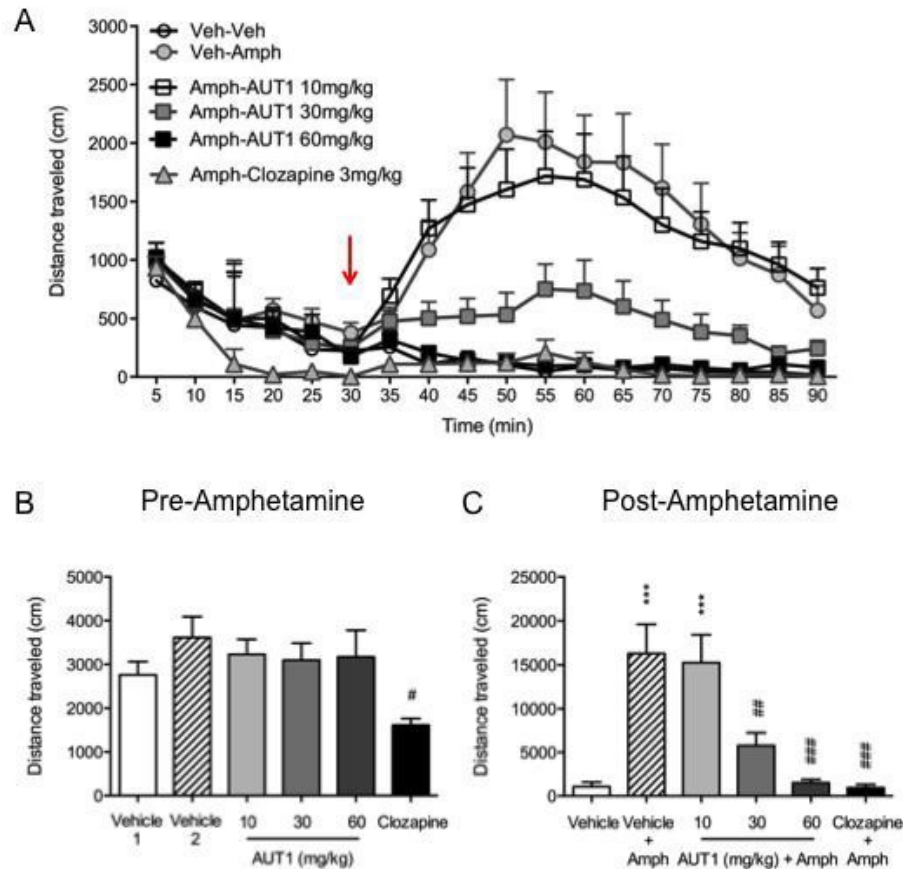 A
Veh-Veh
Veh-Amph
Amph-AUT1 10mg/kg
Amph-AUT1 30mg/kg
Amph-AUT1 60mg/kg
Amph-Clozapine 3mg/kg
Distance traveled (cm)
3000
2500
2000
1500
1000
500
0
5 10 15 20 25 30 35 40 45 50 55 60 65 70 75 80 85 90
Time (min)
B Pre-Amphetamine
Distance traveled (cm)
5000
4000
3000
2000
1000
0
#
Vehicle 1
Vehicle 2
10 30 60
Clozapine
AUT1 (mg/kg)
C Post-Amphetamine
Distance traveled (cm)
25000
20000
15000
10000
5000
0
***
***
##
###
###
Vehicle
Vehicle + Amph
10 30 60
AUT1 (mg/kg) + Amph
Clozapine + Amph